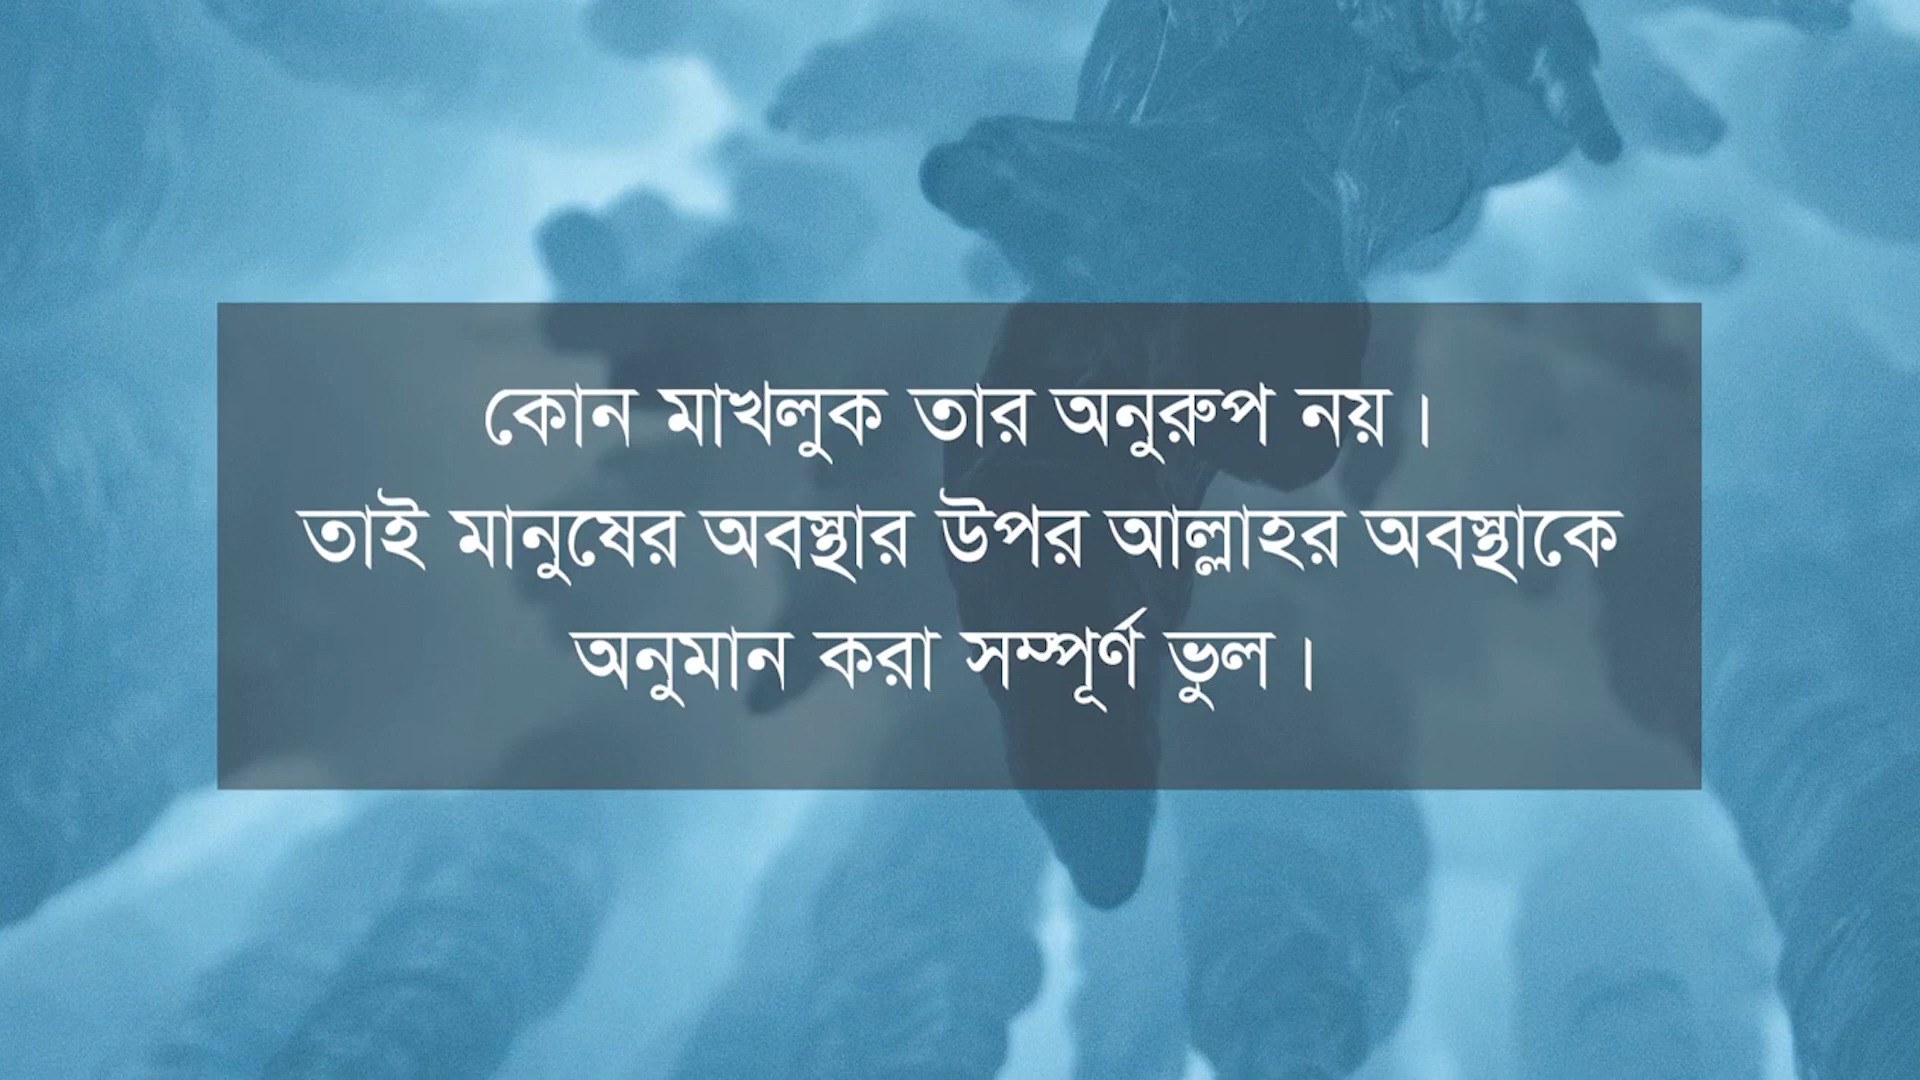 কোন মাখলুক তার অনুরুপ নয়।
তাই মানুষের অবস্থার উপর আল্লাহর অবস্থাকে
অনুমান করা সম্পূর্ণ ভুল।